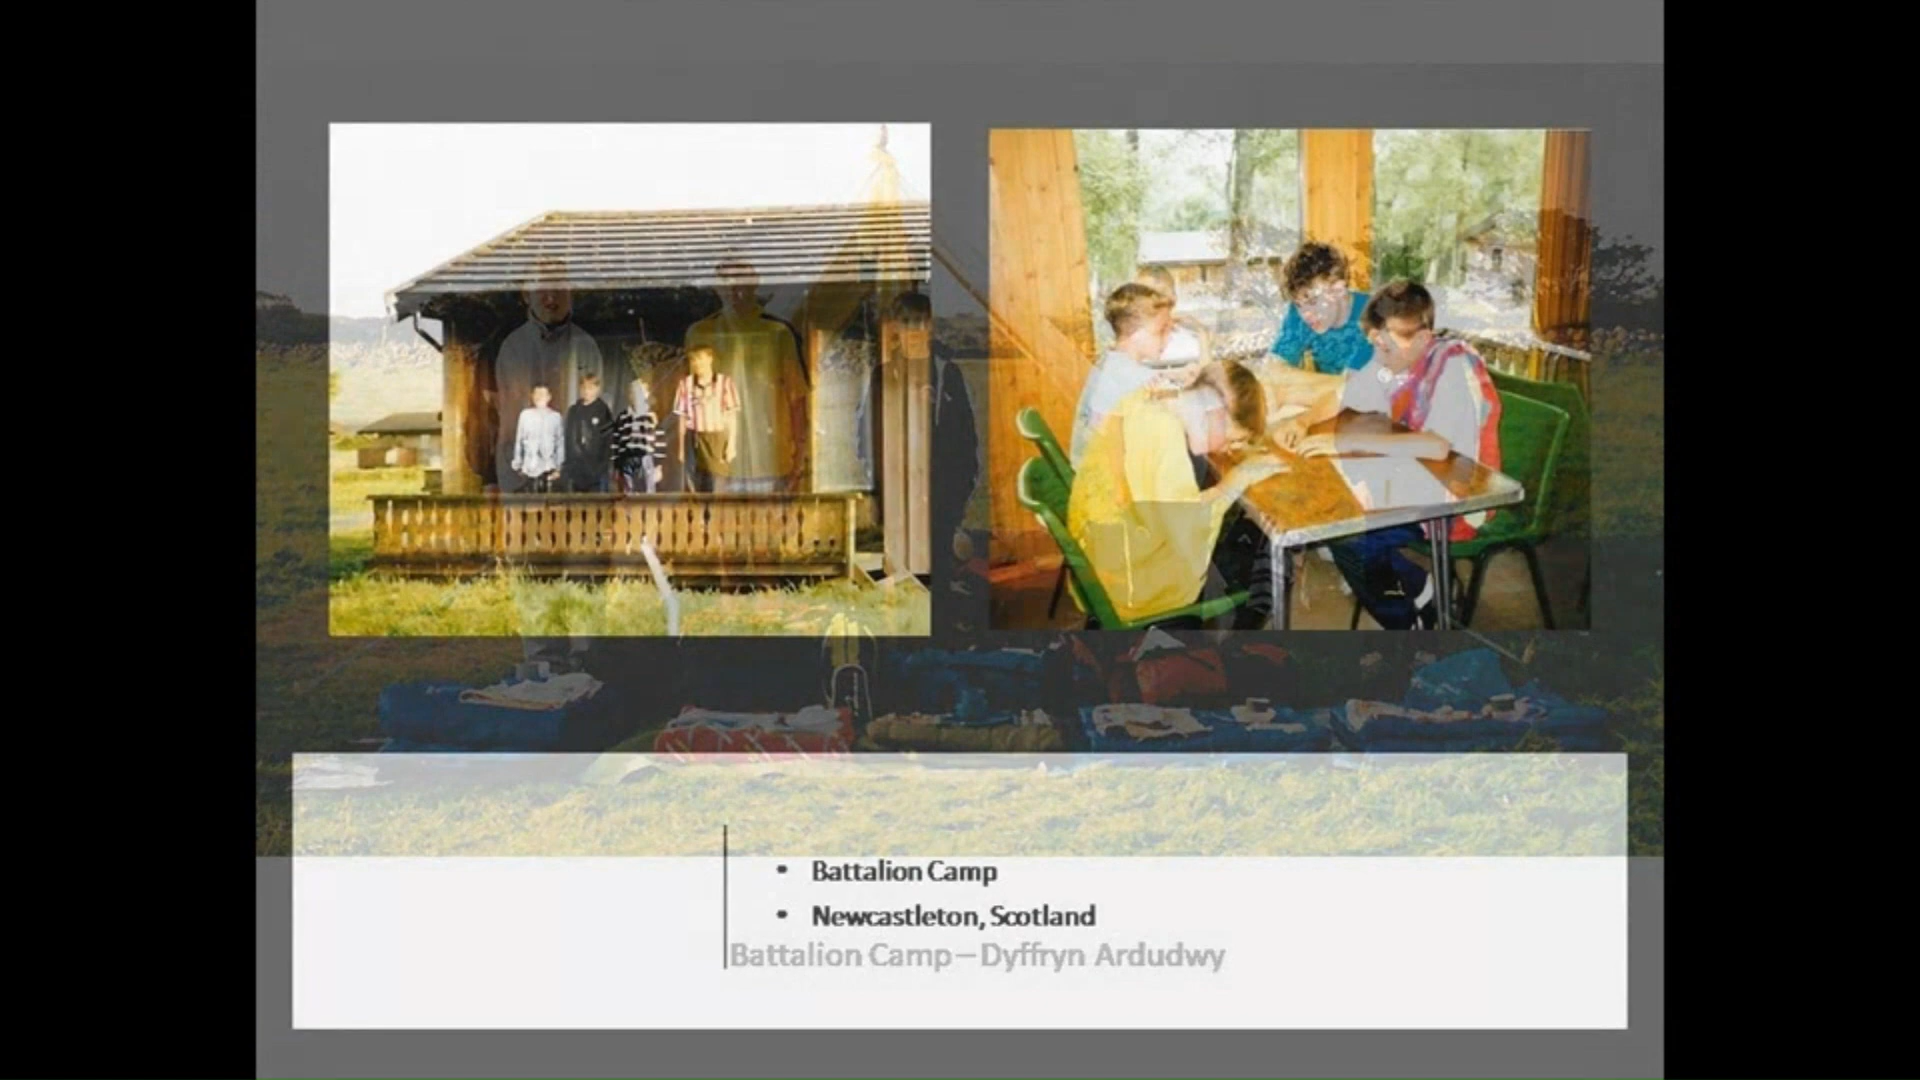 • Battalion Camp
• Newcastleton, Scotland
Battalion Camp – Dyffryn Ardudwy